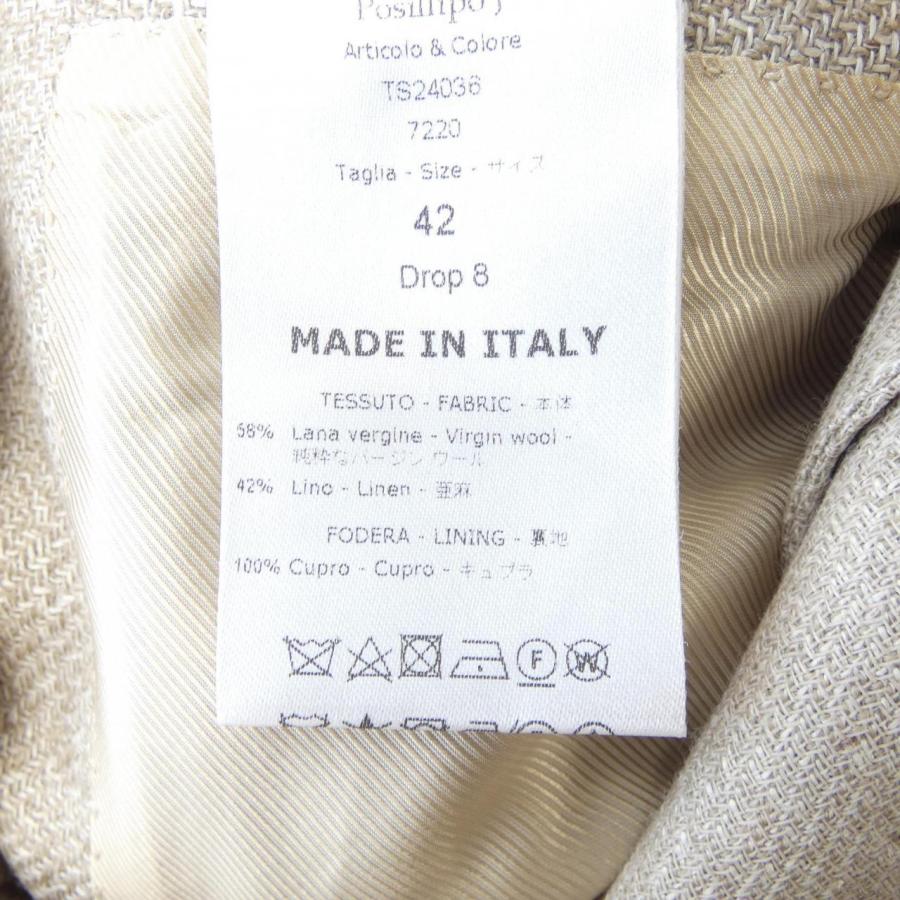 Posillipo
Articolo & Colore
TS24036
7220
Taglia - Size - サイズ
42
Drop 8
MADE IN ITALY
TESSUTO - FABRIC - 本体
58% Lana vergine - Virgin wool -
純粋なバージンウール
42% Lino - Linen - 亜麻
FODERA - LINING - 裏地
100% Cupro - Cupro - キュプラ
F W